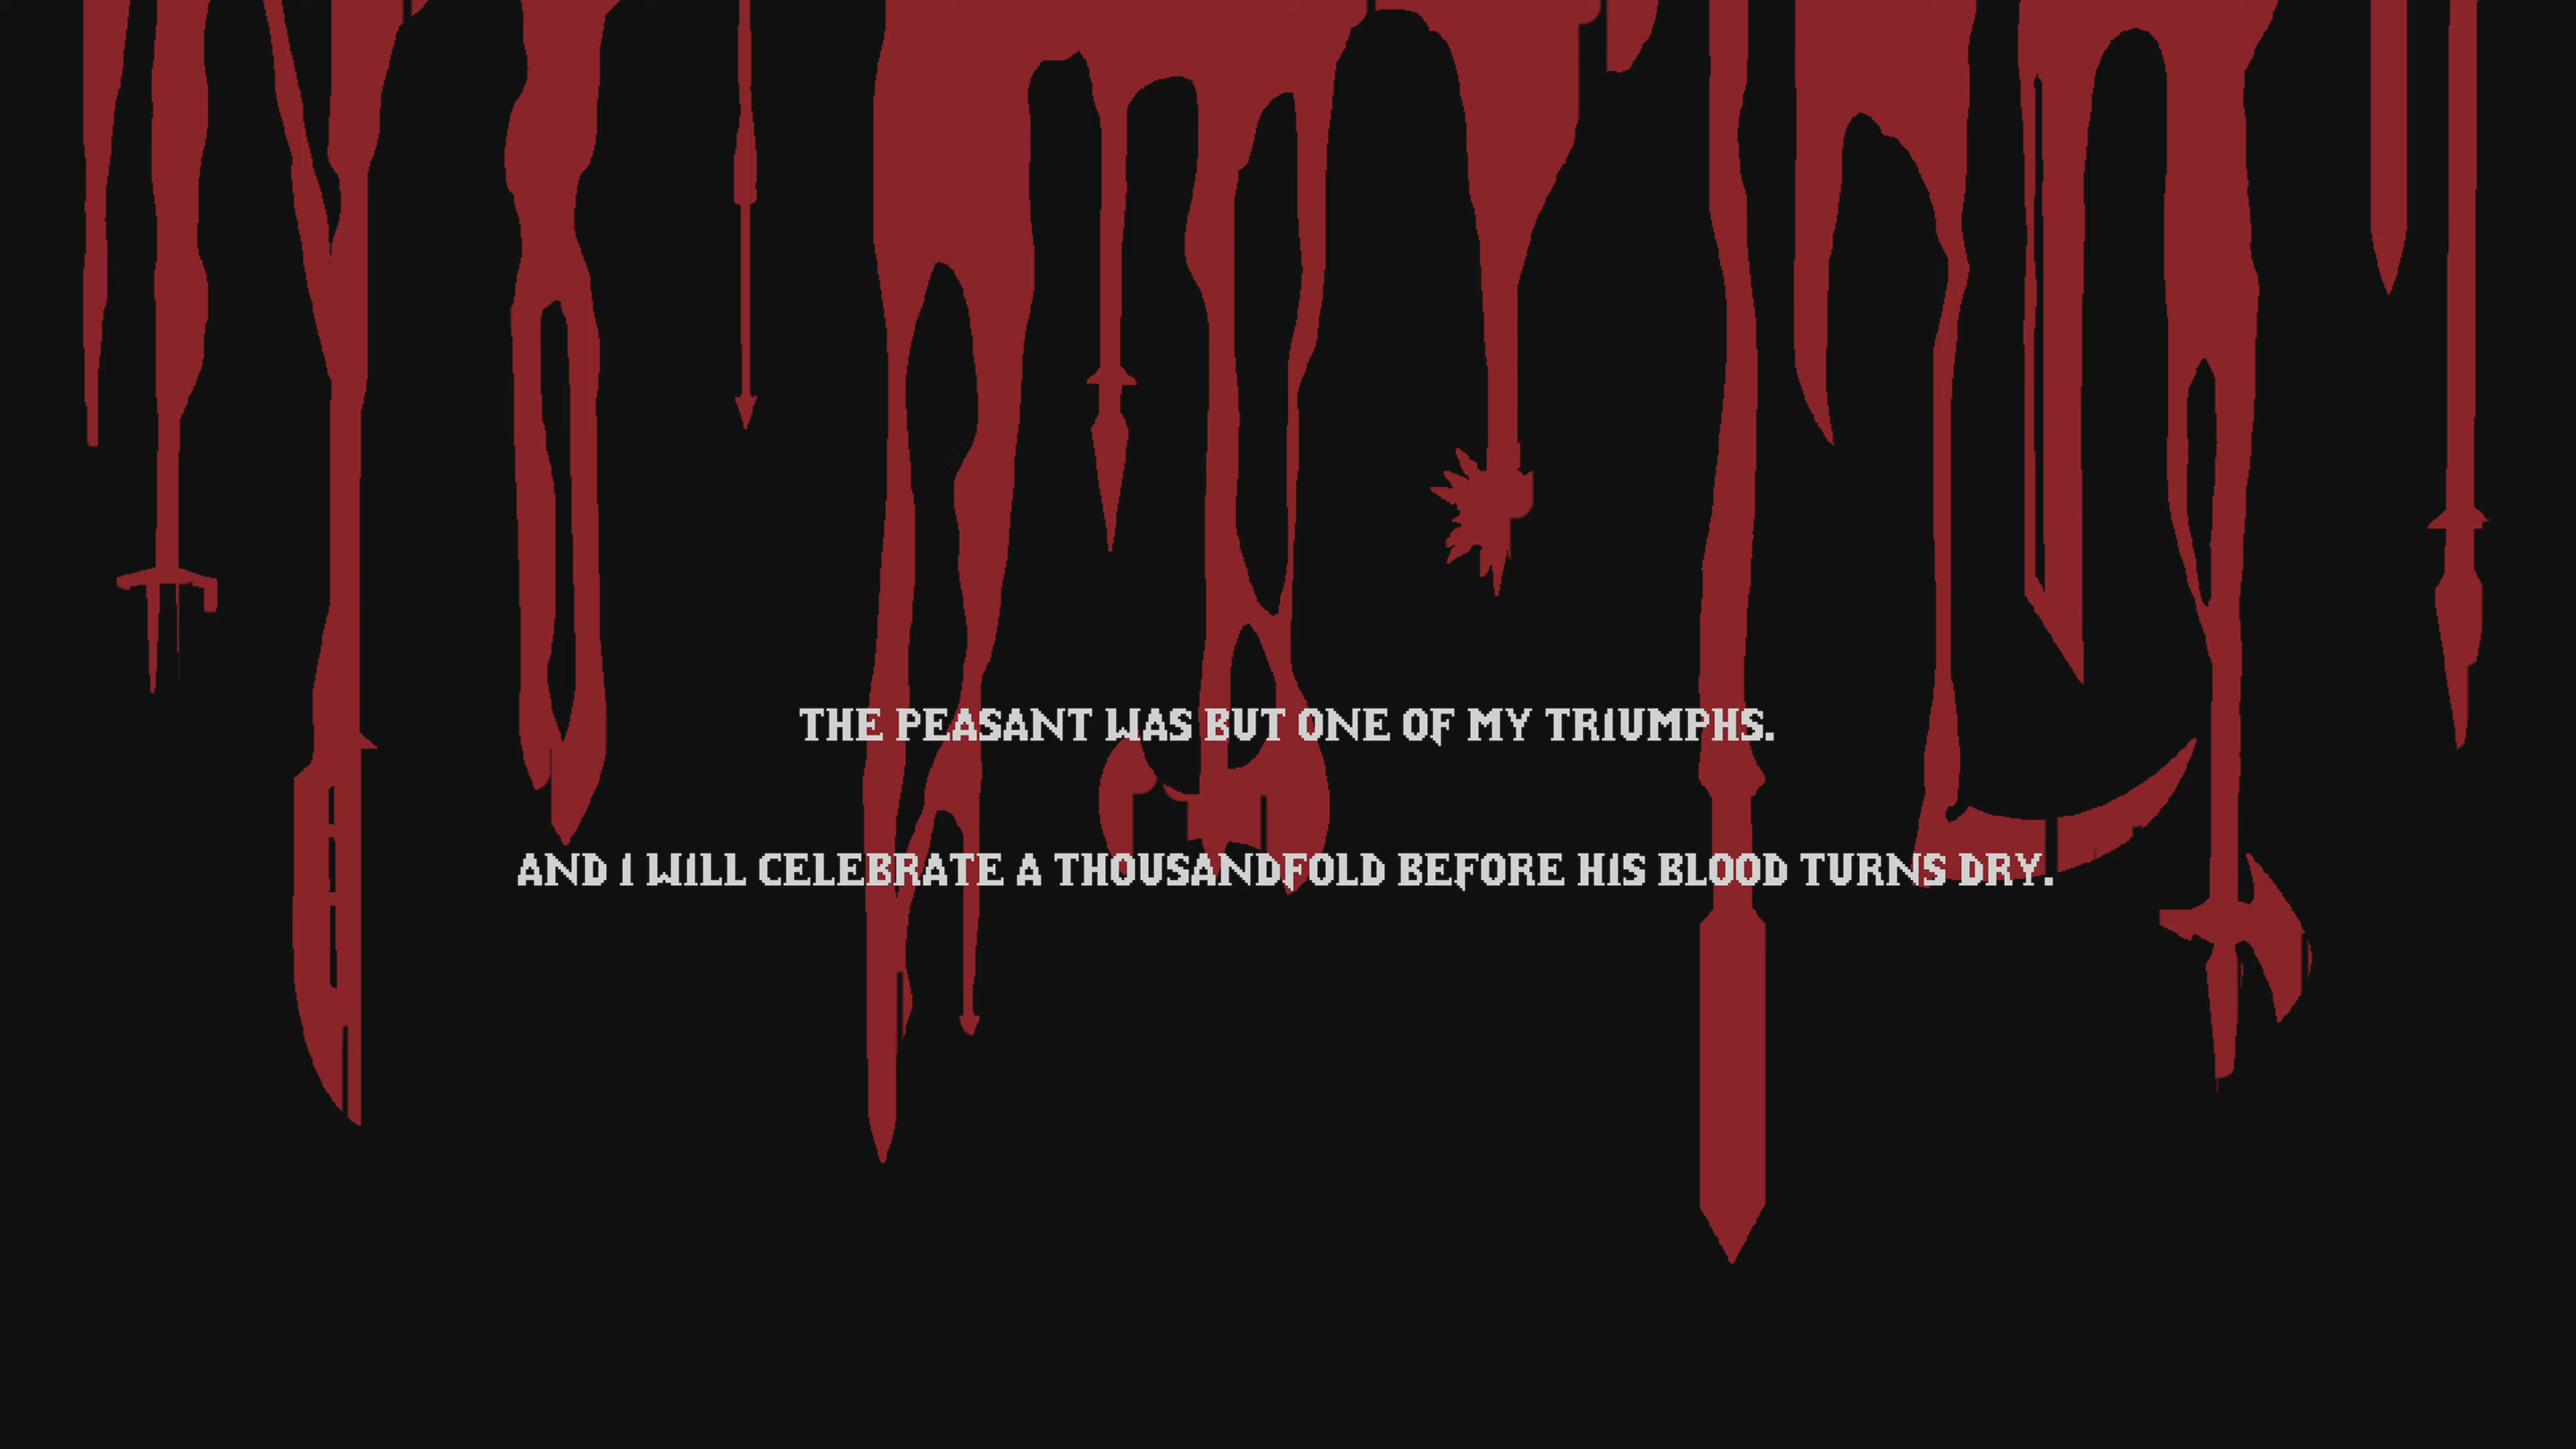 THE PEASANT WAS BUT ONE OF MY TRIUMPHS.
AND I WILL CELEBRATE A THOUSANDFOLD BEFORE HIS BLOOD TURNS DRY.